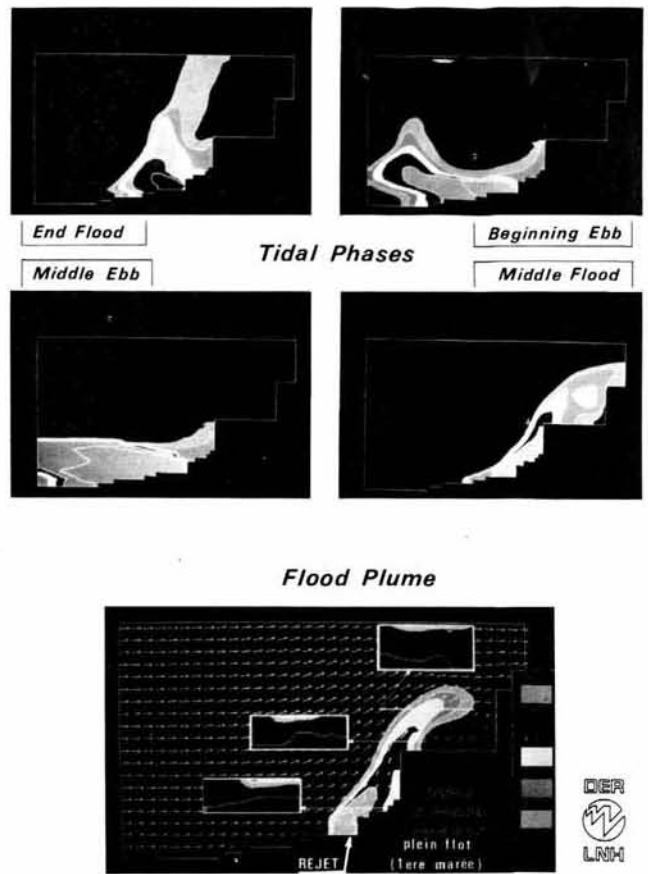 End Flood
Beginning Ebb
Tidal Phases
Middle Ebb
Middle Flood
Flood Plume
REJET
plein flot
(1ere marée)
DER
LNH